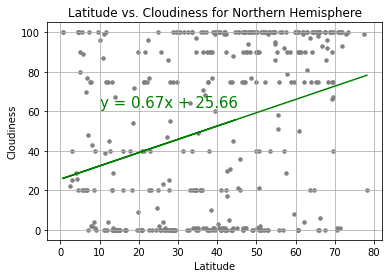 Latitude vs. Cloudiness for Northern Hemisphere
100
80
60
40
20
0
Cloudiness
y = 0.67x + 25.66
0 10 20 30 40 50 60 70 80
Latitude